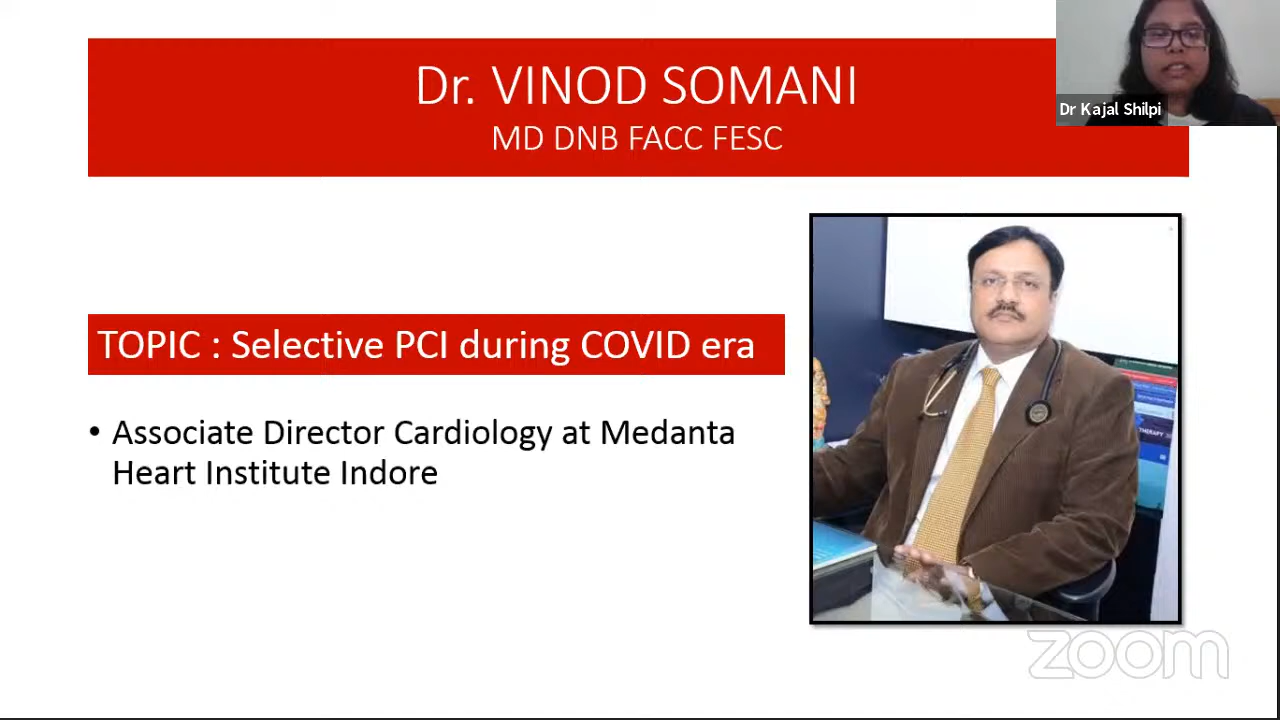 Dr. VINOD SOMANI
MD DNB FACC FESC
Dr Kajal Shilpi
TOPIC : Selective PCI during COVID era
• Associate Director Cardiology at Medanta
Heart Institute Indore
THERAPY
zoom